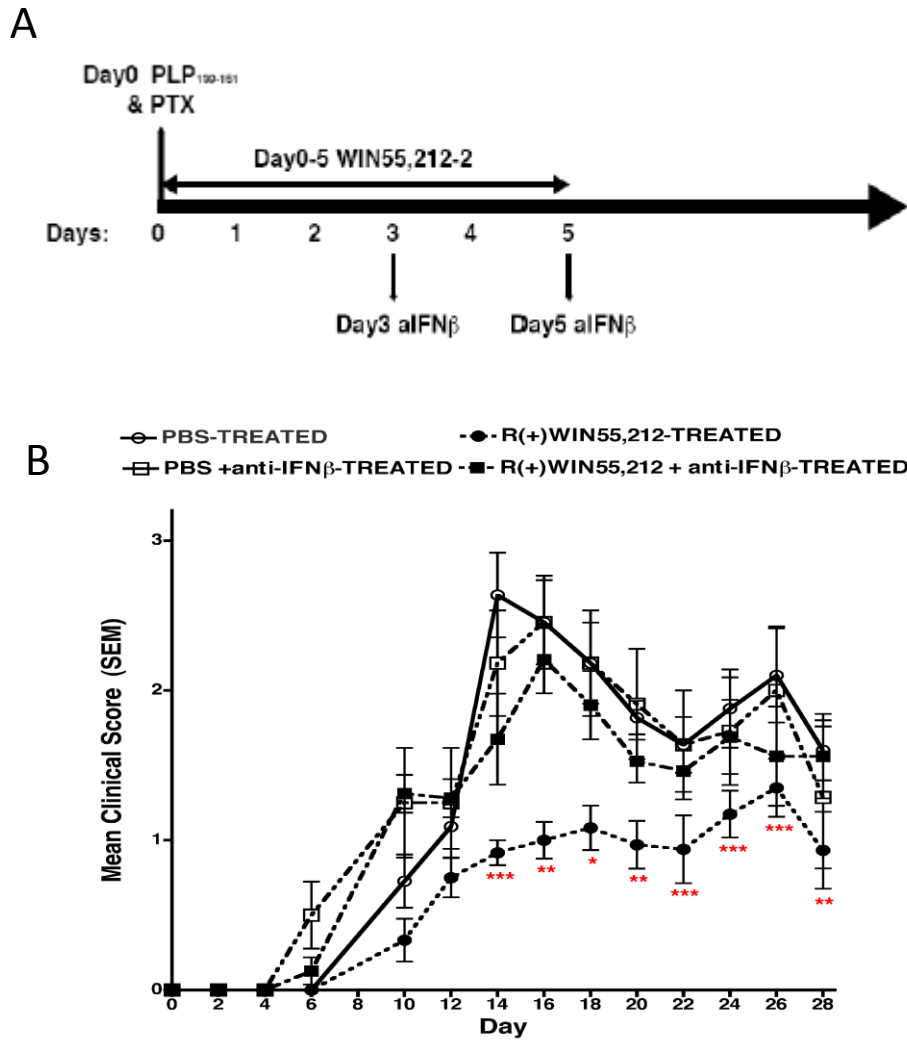 A
Day0 PLP₁₃₉₋₁₅₁
& PTX
Day0-5 WIN55,212-2
Days: 0 1 2 3 4 5
Day3 aIFNβ Day5 aIFNβ
PBS-TREATED R(+)WIN55,212-TREATED
B
PBS +anti-IFNβ-TREATED R(+)WIN55,212 + anti-IFNβ-TREATED
3
2
1
0
Mean Clinical Score (SEM)
*** ** * ** *** *** *** **
0 2 4 6 10 12 14 16 18 20 22 24 26 28
Day